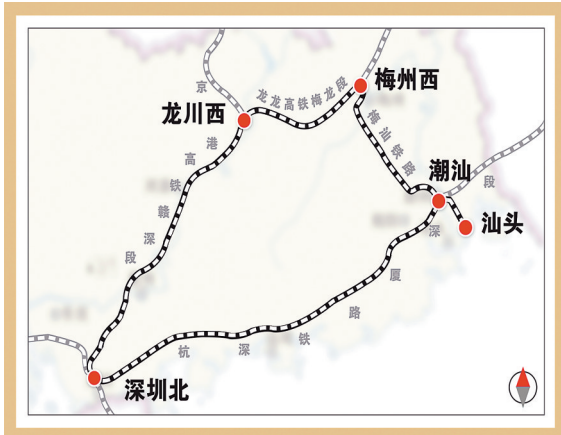 京港高铁赣深段
龙龙高铁梅龙段
梅州西
龙川西
梅汕铁路
潮汕
汕头
杭深铁路厦深段
深圳北